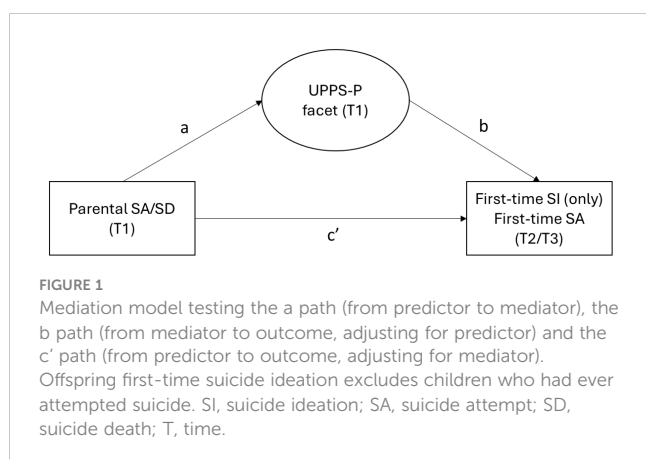 UPPS-P
facet (T1)
a
b
Parental SA/SD
(T1)
First-time SI (only)
First-time SA
(T2/T3)
c’
FIGURE 1
Mediation model testing the a path (from predictor to mediator), the
b path (from mediator to outcome, adjusting for predictor) and the
c’ path (from predictor to outcome, adjusting for mediator).
Offspring first-time suicide ideation excludes children who had ever
attempted suicide. SI, suicide ideation; SA, suicide attempt; SD,
suicide death; T, time.